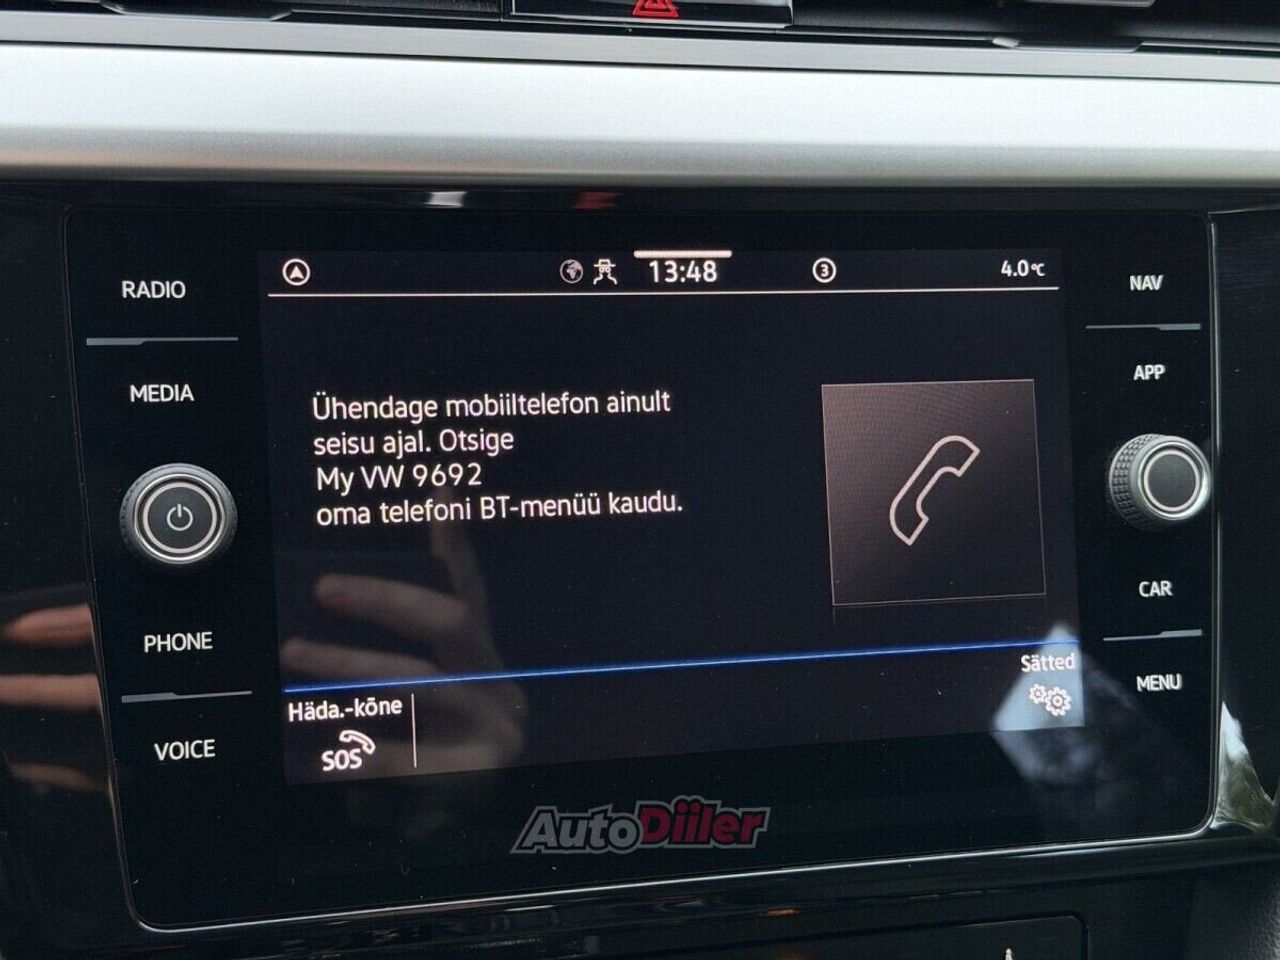 RADIO
MEDIA
PHONE
VOICE
13:48
3
4.0°C
Ühendage mobiiltelefon ainult
seisu ajal. Otsige
My VW 9692
oma telefoni BT-menüü kaudu.
Häda.-kõne
SOS
Sätted
NAV
APP
CAR
MENU
AutoDiiler